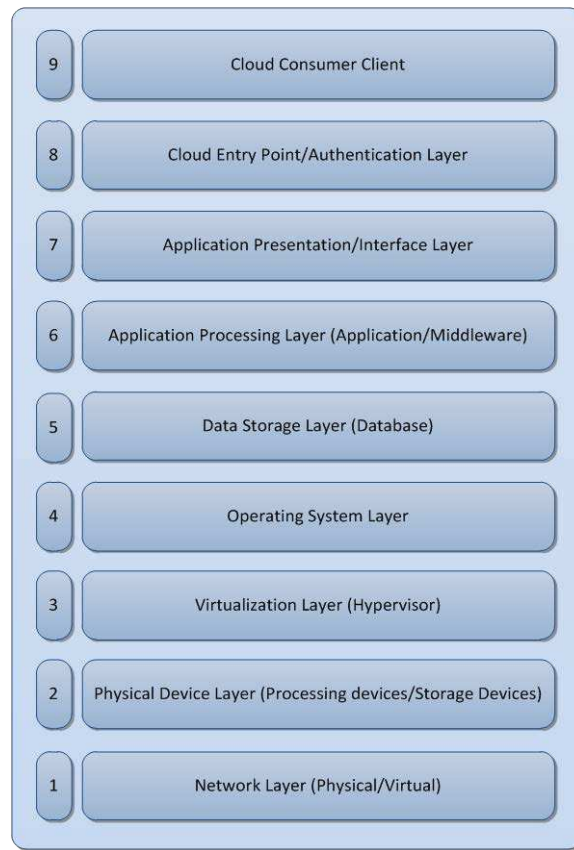 9 Cloud Consumer Client
8 Cloud Entry Point/Authentication Layer
7 Application Presentation/Interface Layer
6 Application Processing Layer (Application/Middleware)
5 Data Storage Layer (Database)
4 Operating System Layer
3 Virtualization Layer (Hypervisor)
2 Physical Device Layer (Processing devices/Storage Devices)
1 Network Layer (Physical/Virtual)